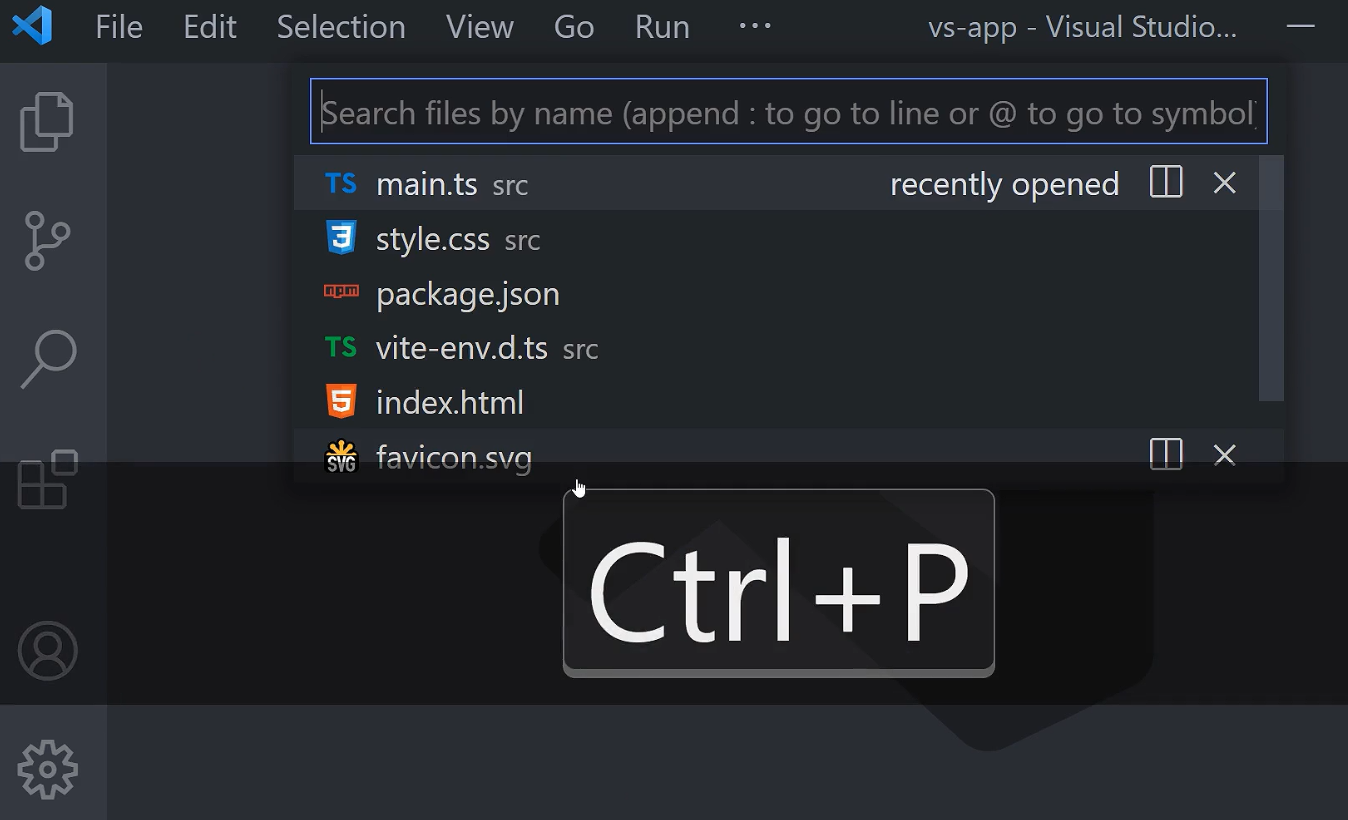 File Edit Selection View Go Run ··· vs-app - Visual Studio...
Search files by name (append : to go to line or @ to go to symbol)
TS main.ts src recently opened
3 style.css src
npm package.json
TS vite-env.d.ts src
5 index.html
SVG favicon.svg
Ctrl+P